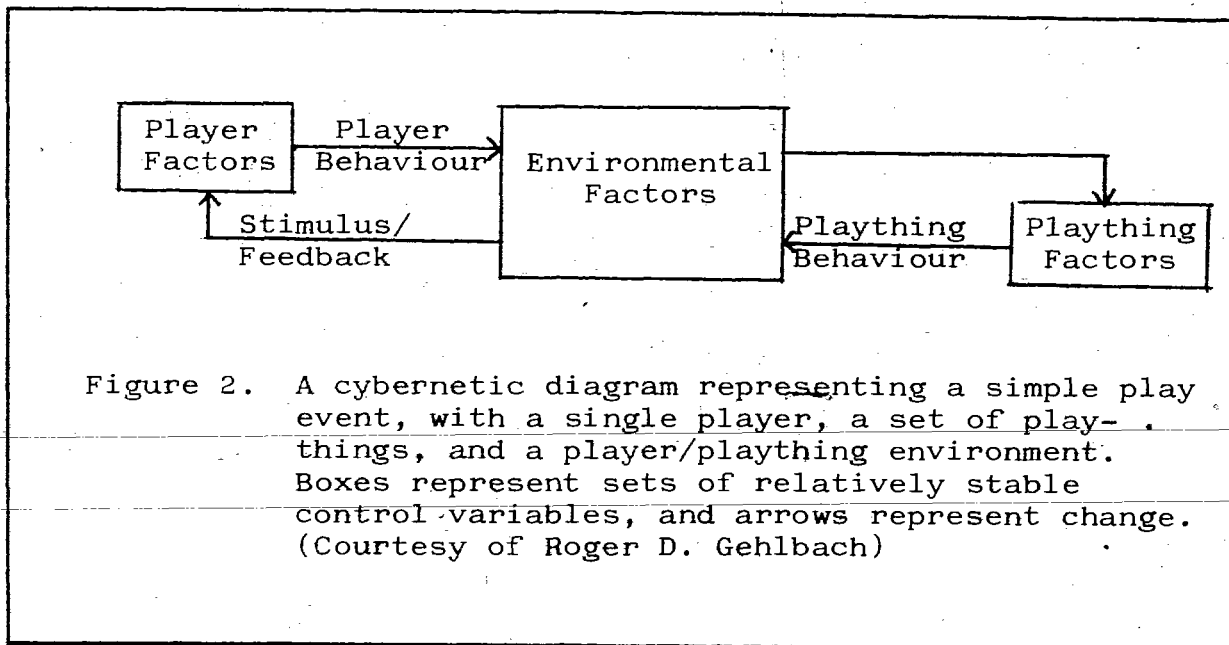 Player
Factors
Player
Behaviour
Stimulus/
Feedback
Environmental
Factors
Plaything
Behaviour
Plaything
Factors
Figure 2. A cybernetic diagram representing a simple play
event, with a single player, a set of play-
things, and a player/plaything environment.
Boxes represent sets of relatively stable
control variables, and arrows represent change.
(Courtesy of Roger D. Gehlbach)